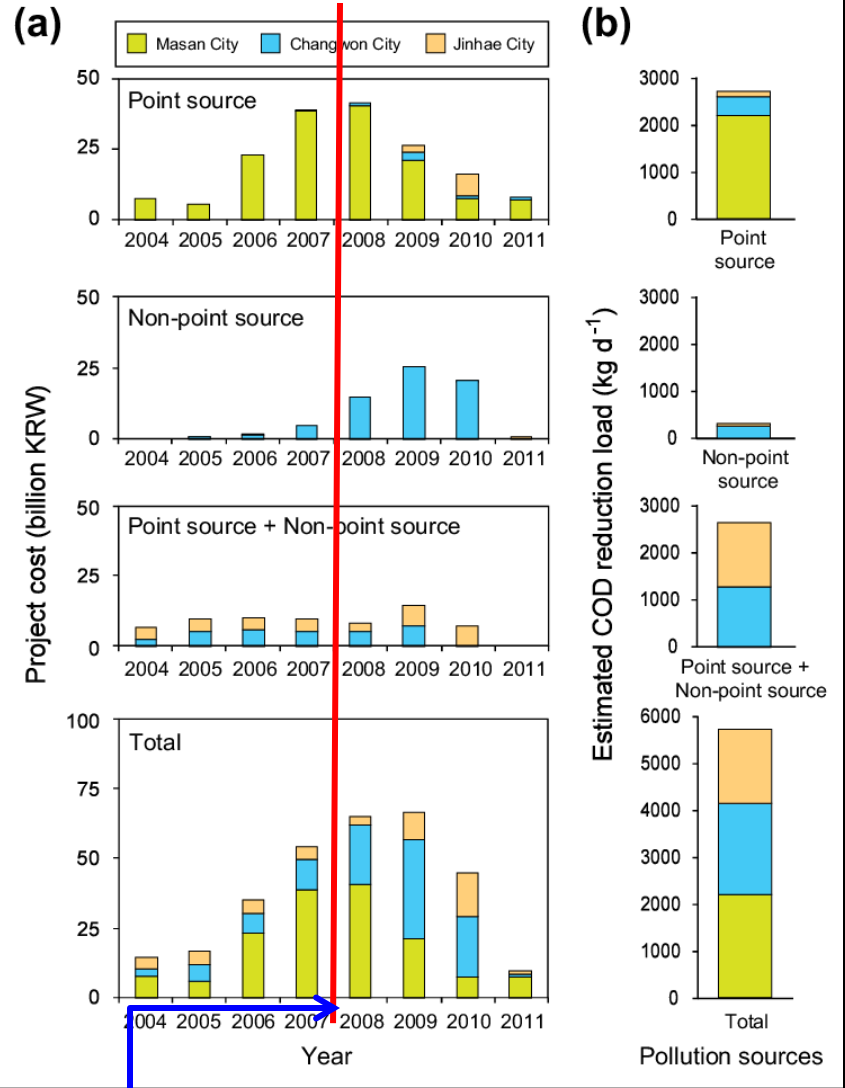 (a)
Masan City Changwon City Jinhae City
Project cost (billion KRW)
50
25
0
Point source
2004 2005 2006 2007 2008 2009 2010 2011
50
25
0
Non-point source
2004 2005 2006 2007 2008 2009 2010 2011
50
25
0
Point source + Non-point source
2004 2005 2006 2007 2008 2009 2010 2011
100
75
50
25
0
Total
2004 2005 2006 2007 2008 2009 2010 2011
Year
(b)
Estimated COD reduction load (kg d⁻¹)
3000
2000
1000
0
Point
source
3000
2000
1000
0
Non-point
source
3000
2000
1000
0
Point source +
Non-point source
6000
5000
4000
3000
2000
1000
0
Total
Pollution sources